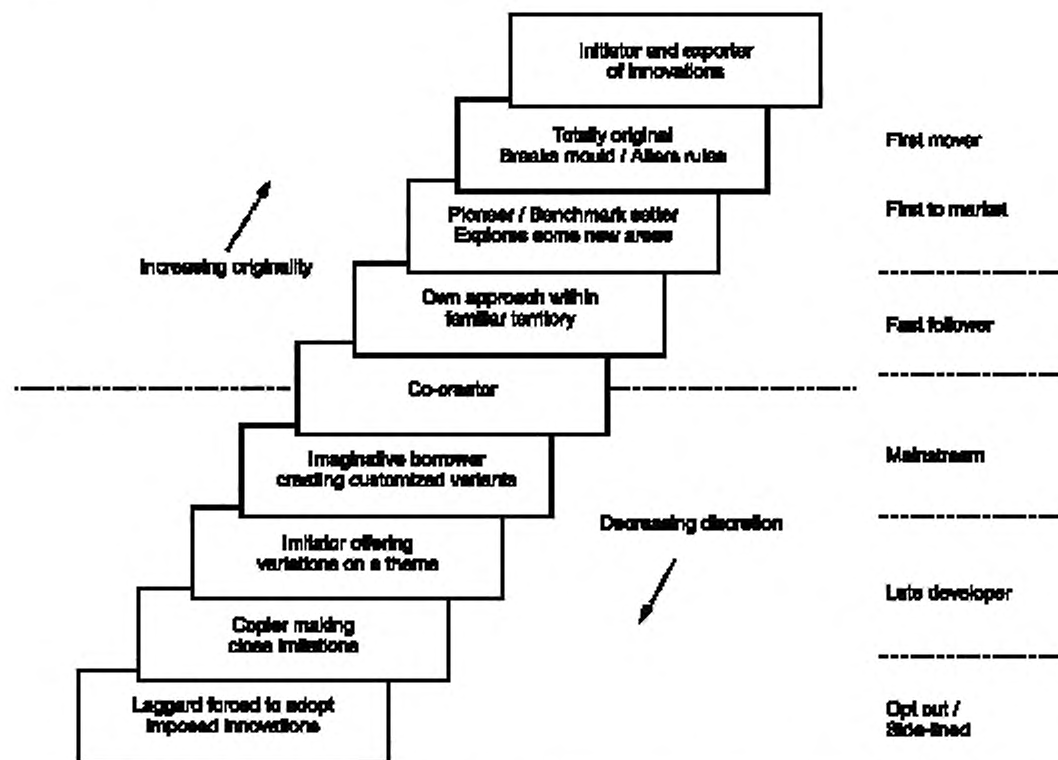 Initiator and exporter
of innovations
Totally original
Breaks mould / Alters rules
First mover
Pioneer / Benchmark setter
Explores some new areas
First to market
Increasing originality
Own approach within
familiar territory
Fast follower
Co-creator
Imaginative borrower
creating customized variants
Mainstream
Decreasing discretion
Imitator offering
variations on a theme
Late developer
Copier making
close imitations
Laggard forced to adopt
imposed innovations
Opt out /
Side-lined